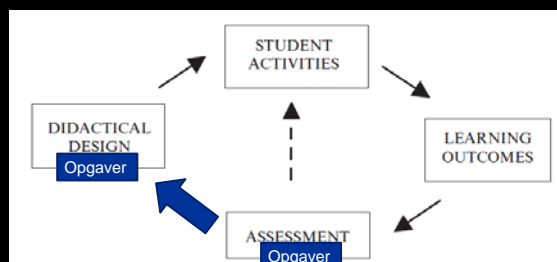 STUDENT
ACTIVITIES
DIDACTICAL
DESIGN
Opgaver
LEARNING
OUTCOMES
ASSESSMENT
Opgaver